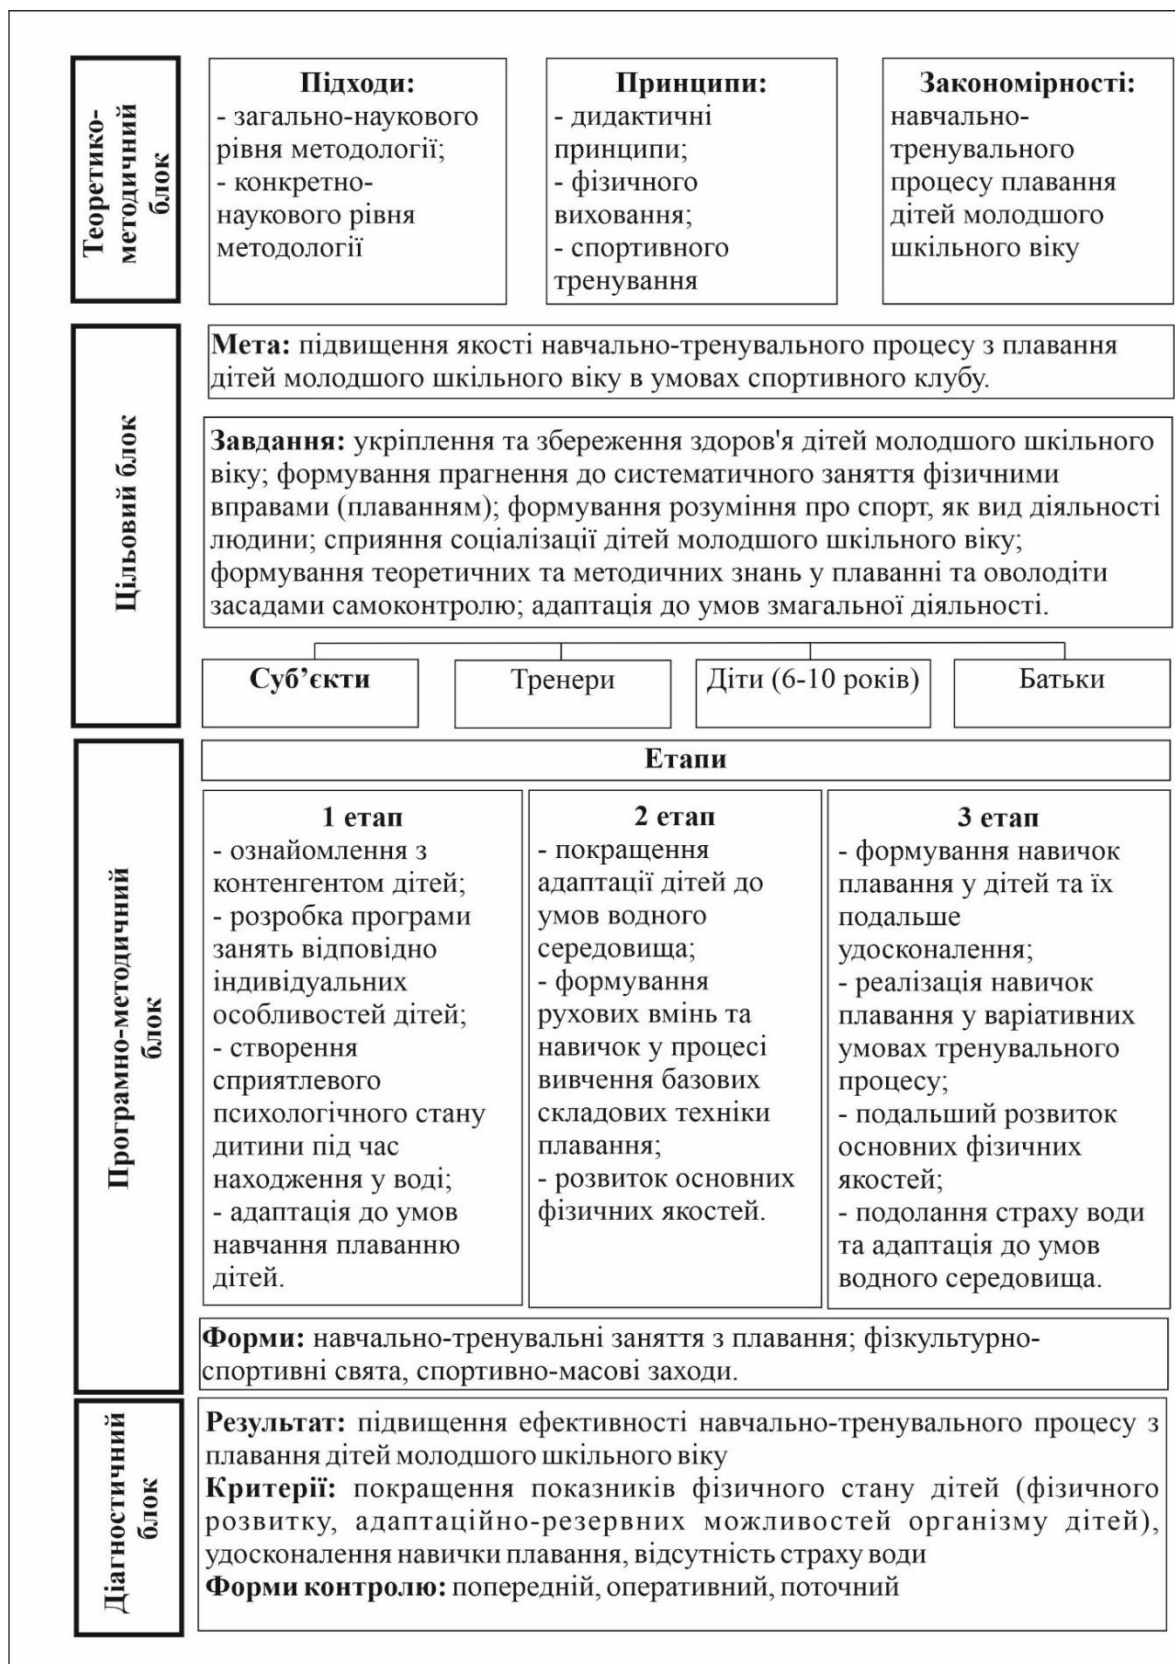 Теоретико-
методичний
блок
Підходи:
- загально-наукового
рівня методології;
- конкретно-
наукового рівня
методології
Принципи:
- дидактичні
принципи;
- фізичного
виховання;
- спортивного
тренування
Закономірності:
навчально-
тренувального
процесу плавання
дітей молодшого
шкільного віку
Цільовий блок
Мета: підвищення якості навчально-тренувального процесу з плавання
дітей молодшого шкільного віку в умовах спортивного клубу.
Завдання: укріплення та збереження здоров'я дітей молодшого шкільного
віку; формування прагнення до систематичного заняття фізичними
вправами (плаванням); формування розуміння про спорт, як вид діяльності
людини; сприяння соціалізації дітей молодшого шкільного віку;
формування теоретичних та методичних знань у плаванні та оволодіти
засадами самоконтролю; адаптація до умов змагальної діяльності.
Суб’єкти
Тренери
Діти (6-10 років)
Батьки
Програмно-методичний
блок
Етапи
1 етап
- ознайомлення з
контенгентом дітей;
- розробка програми
занять відповідно
індивідуальних
особливостей дітей;
- створення
сприятлевого
психологічного стану
дитини під час
находження у воді;
- адаптація до умов
навчання плаванню
дітей.
2 етап
- покращення
адаптації дітей до
умов водного
середовища;
- формування
рухових вмінь та
навичок у процесі
вивчення базових
складових техніки
плавання;
- розвиток основних
фізичних якостей.
3 етап
- формування навичок
плавання у дітей та їх
подальше
удосконалення;
- реалізація навичок
плавання у варіативних
умовах тренувального
процесу;
- подальший розвиток
основних фізичних
якостей;
- подолання страху води
та адаптація до умов
водного середовища.
Форми: навчально-тренувальні заняття з плавання; фізкультурно-
спортивні свята, спортивно-масові заходи.
Діагностичний
блок
Результат: підвищення ефективності навчально-тренувального процесу з
плавання дітей молодшого шкільного віку
Критерії: покращення показників фізичного стану дітей (фізичного
розвитку, адаптаційно-резервних можливостей організму дітей),
удосконалення навички плавання, відсутність страху води
Форми контролю: попередній, оперативний, поточний